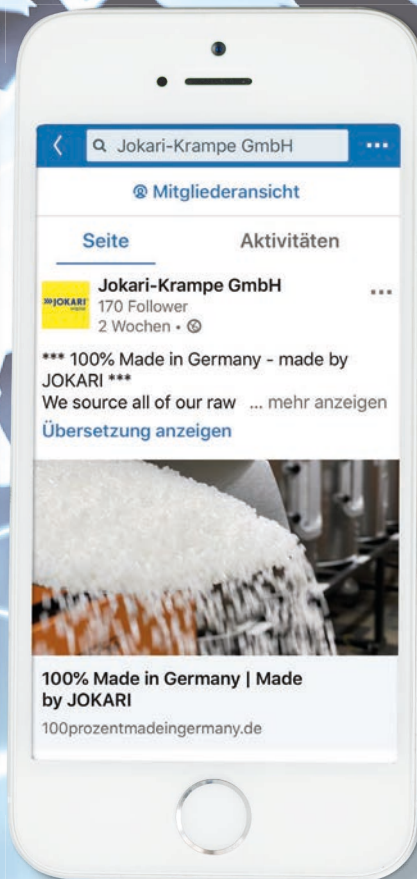 Jokari-Krampe GmbH
Mitgliederansicht
Seite
Aktivitäten
JOKARI
Jokari-Krampe GmbH
170 Follower
2 Wochen •
*** 100% Made in Germany - made by
JOKARI ***
We source all of our raw ... mehr anzeigen
Übersetzung anzeigen
100% Made in Germany | Made
by JOKARI
100prozentmadeingermany.de